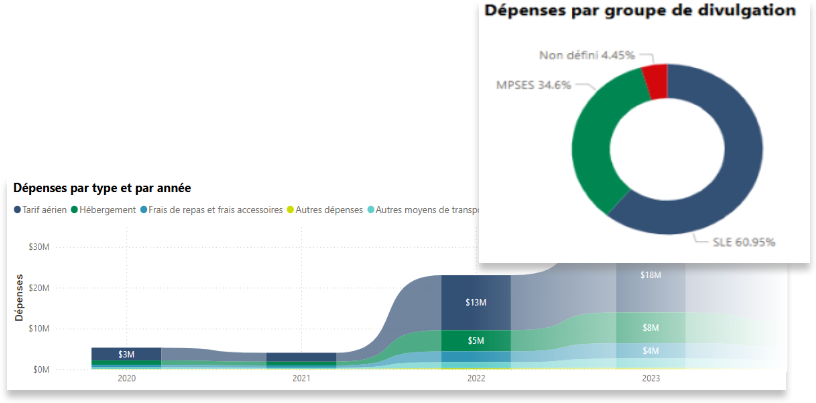 Dépenses par groupe de divulgation
Non défini 4.45%
MPSES 34.6%
SLE 60.95%
Dépenses par type et par année
Tarif aérien Hébergement Frais de repas et frais accessoires Autres dépenses Autres moyens de transpo
$30M
$20M
$10M
$0M
Dépenses
$3M
$13M
$5M
$18M
$8M
$4M
2020 2021 2022 2023